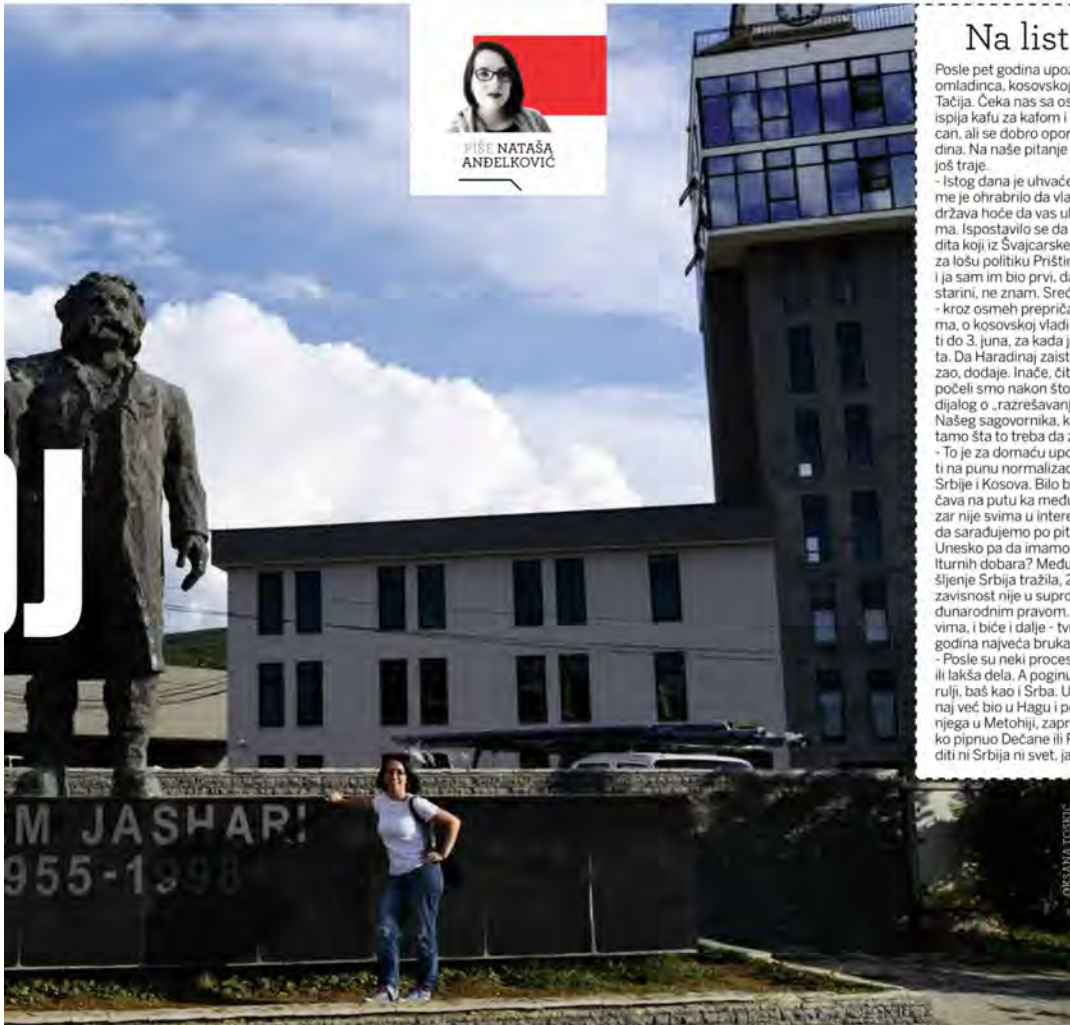 PIŠE NATAŠA
ANĐELKOVIĆ
OJ
M JASHARI
955-1998
Na list
Posle pet godina upoz
omladinca, kosovskog
Tačija. Čeka nas sa os
ispija kafu za kafom i
can, ali se dobro opor
dina. Na naše pitanje
još traje.
- Istog dana je uhvaće
me je ohrabrilo da vla
država hoće da vas ul
ma. Ispostavilo se da
dita koji iz Švajcarske
za lošu politiku Prištin
i ja sam im bio prvi, da
starini, ne znam. Sreć
- kroz osmeh prepriča
ma, o kosovskoj vladi
ti do 3. juna, za kada j
ta. Da Haradinaj zaist
zao, dodaje. Inače, čit
počeli smo nakon što
dijalog o „razrešavanj
Našeg sagovornika, k
tamo šta to treba da z
- To je za domaću upo
ti na punu normalizac
Srbije i Kosova. Bilo b
čava na putu ka među
zar nije svima u intere
da sarađujemo po pit
Unesko pa da imamo
lturnih dobara? Među
šljenje Srbija tražila, 2
zavisnost nije u supro
đunarodnim pravom.
vima, i biće i dalje - tvr
godina najveća bruka
- Posle su neki proces
ili lakša dela. A poginu
rulji, baš kao i Srba. U
naj već bio u Hagu i po
njega u Metohiji, zapr
ko pipnuo Dečane ili P
diti ni Srbija ni svet, ja
OKSANA TOSKIĆ